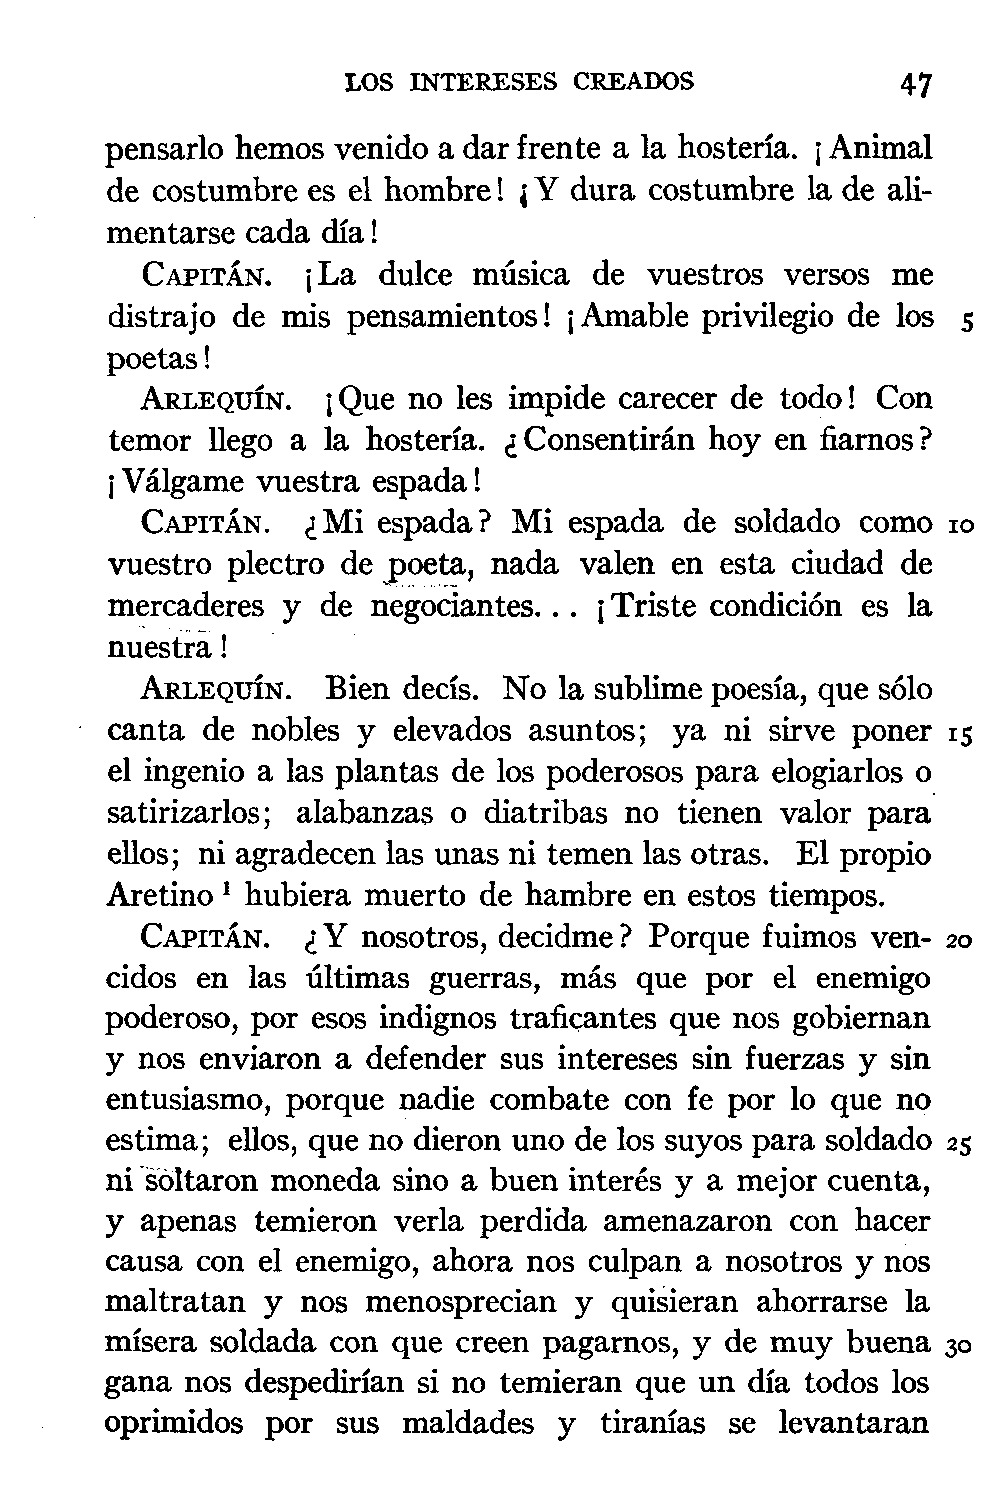 LOS INTERESES CREADOS 47
pensarlo hemos venido a dar frente a la hostería. ¡Animal
de costumbre es el hombre! ¡Y dura costumbre la de ali-
mentarse cada día!
CAPITÁN. ¡La dulce música de vuestros versos me
distrajo de mis pensamientos! ¡Amable privilegio de los 5
poetas!
ARLEQUÍN. ¡Que no les impide carecer de todo! Con
temor llego a la hostería. ¿Consentirán hoy en fiarnos?
¡Válgame vuestra espada!
CAPITÁN. ¿Mi espada? Mi espada de soldado como 10
vuestro plectro de poeta, nada valen en esta ciudad de
mercaderes y de negociantes... ¡Triste condición es la
nuestra!
ARLEQUÍN. Bien decís. No la sublime poesía, que sólo
canta de nobles y elevados asuntos; ya ni sirve poner 15
el ingenio a las plantas de los poderosos para elogiarlos o
satirizarlos; alabanzas o diatribas no tienen valor para
ellos; ni agradecen las unas ni temen las otras. El propio
Aretino ¹ hubiera muerto de hambre en estos tiempos.
CAPITÁN. ¿Y nosotros, decidme? Porque fuimos ven- 20
cidos en las últimas guerras, más que por el enemigo
poderoso, por esos indignos traficantes que nos gobiernan
y nos enviaron a defender sus intereses sin fuerzas y sin
entusiasmo, porque nadie combate con fe por lo que no
estima; ellos, que no dieron uno de los suyos para soldado 25
ni soltaron moneda sino a buen interés y a mejor cuenta,
y apenas temieron verla perdida amenazaron con hacer
causa con el enemigo, ahora nos culpan a nosotros y nos
maltratan y nos menosprecian y quisieran ahorrarse la
mísera soldada con que creen pagarnos, y de muy buena 30
gana nos despedirían si no temieran que un día todos los
oprimidos por sus maldades y tiranías se levantaran